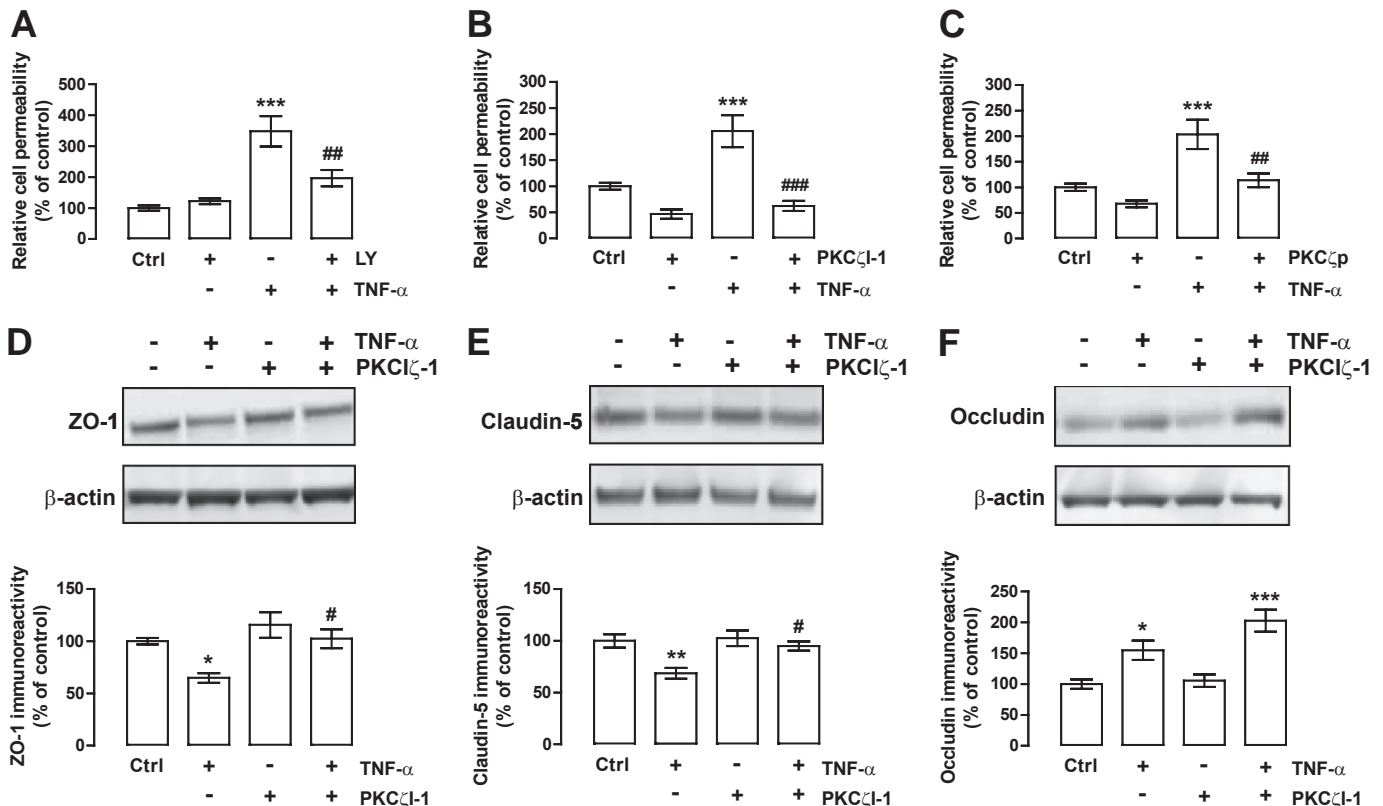 A
Relative cell permeability
(% of control)
500
400
300
200
100
0
***
##
Ctrl + - + LY
- + + TNF-α
B
Relative cell permeability
(% of control)
300
250
200
150
100
50
0
***
###
Ctrl + - + PKCζI-1
- + + TNF-α
C
Relative cell permeability
(% of control)
300
250
200
150
100
50
0
***
##
Ctrl + - + PKCζp
- + + TNF-α
D
- + - + TNF-α
- - + + PKCIζ-1
ZO-1
β-actin
ZO-1 immunoreactivity
(% of control)
150
100
50
0
*
#
Ctrl + - + TNF-α
- + + PKCζI-1
E
- + - + TNF-α
- - + + PKCIζ-1
Claudin-5
β-actin
Claudin-5 immunoreactivity
(% of control)
150
100
50
0
**
#
Ctrl + - + TNF-α
- + + PKCζI-1
F
- + - + TNF-α
- - + + PKCIζ-1
Occludin
β-actin
Occludin immunoreactivity
(% of control)
250
200
150
100
50
0
*
***
Ctrl + - + TNF-α
- + + PKCζI-1